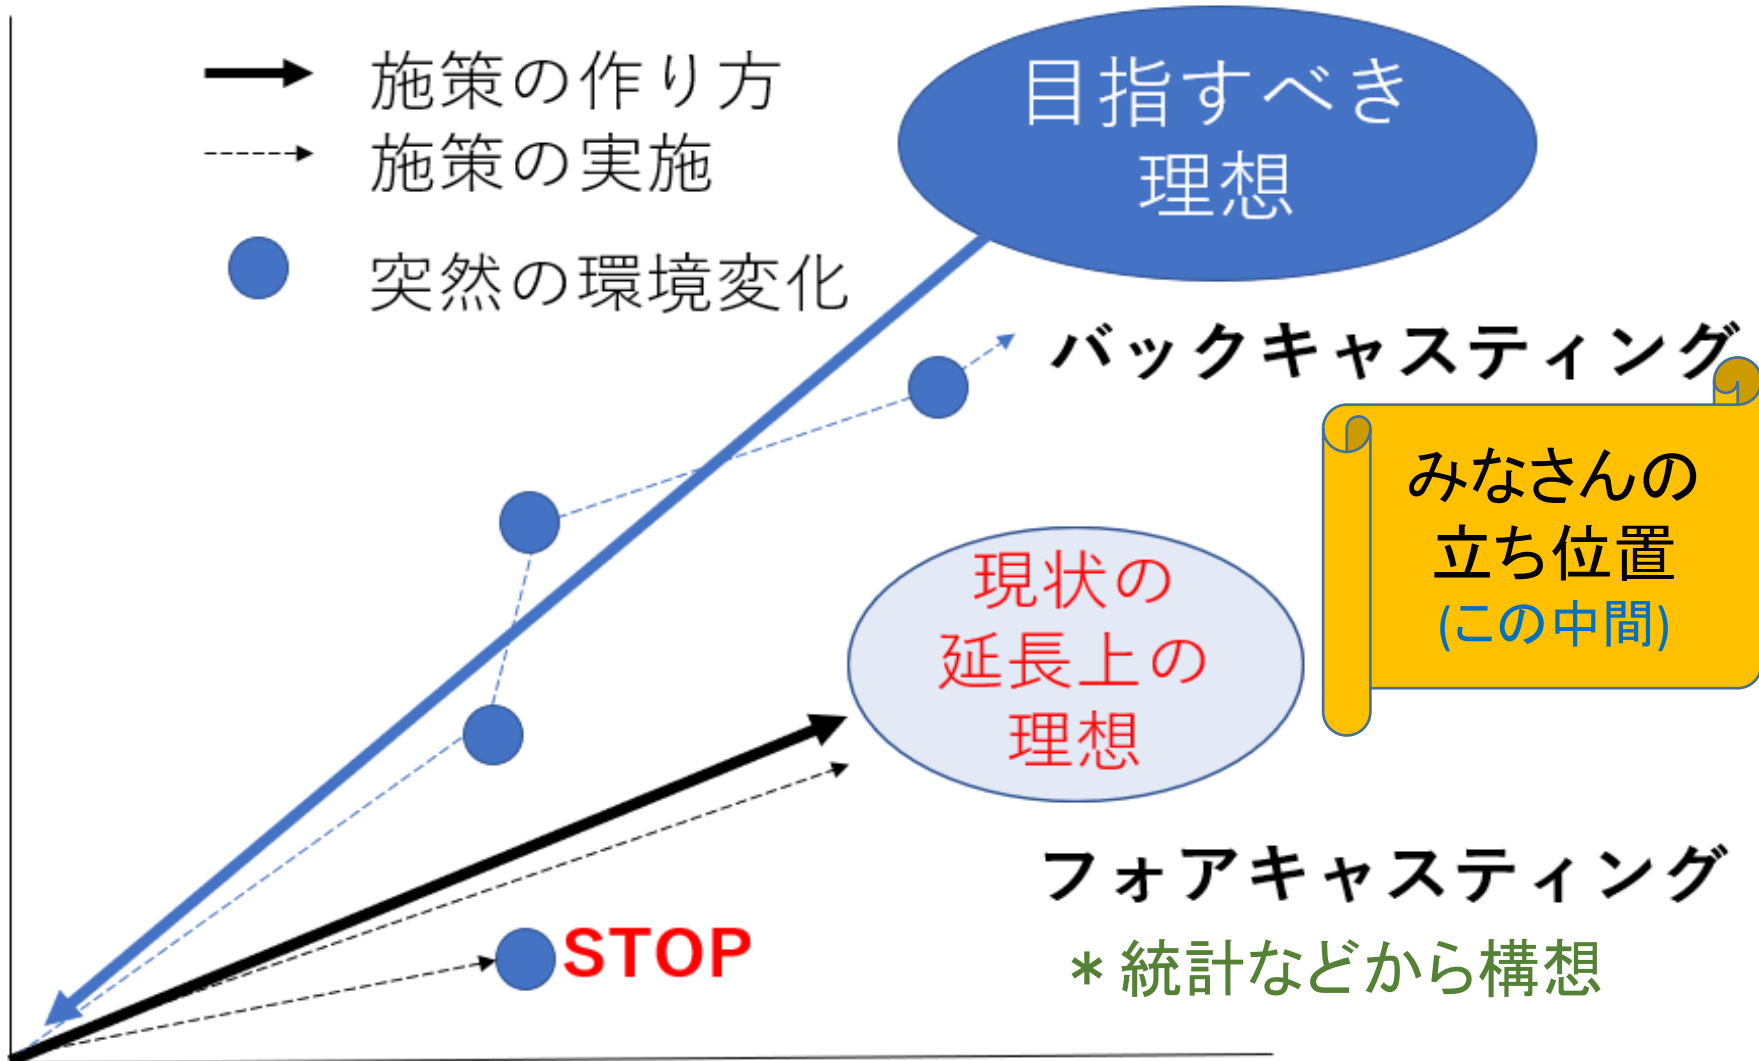 施策の作り方
施策の実施
突然の環境変化
目指すべき
理想
バックキャスティング
みなさんの
立ち位置
(この中間)
現状の
延長上の
理想
フォアキャスティング
STOP
＊統計などから構想